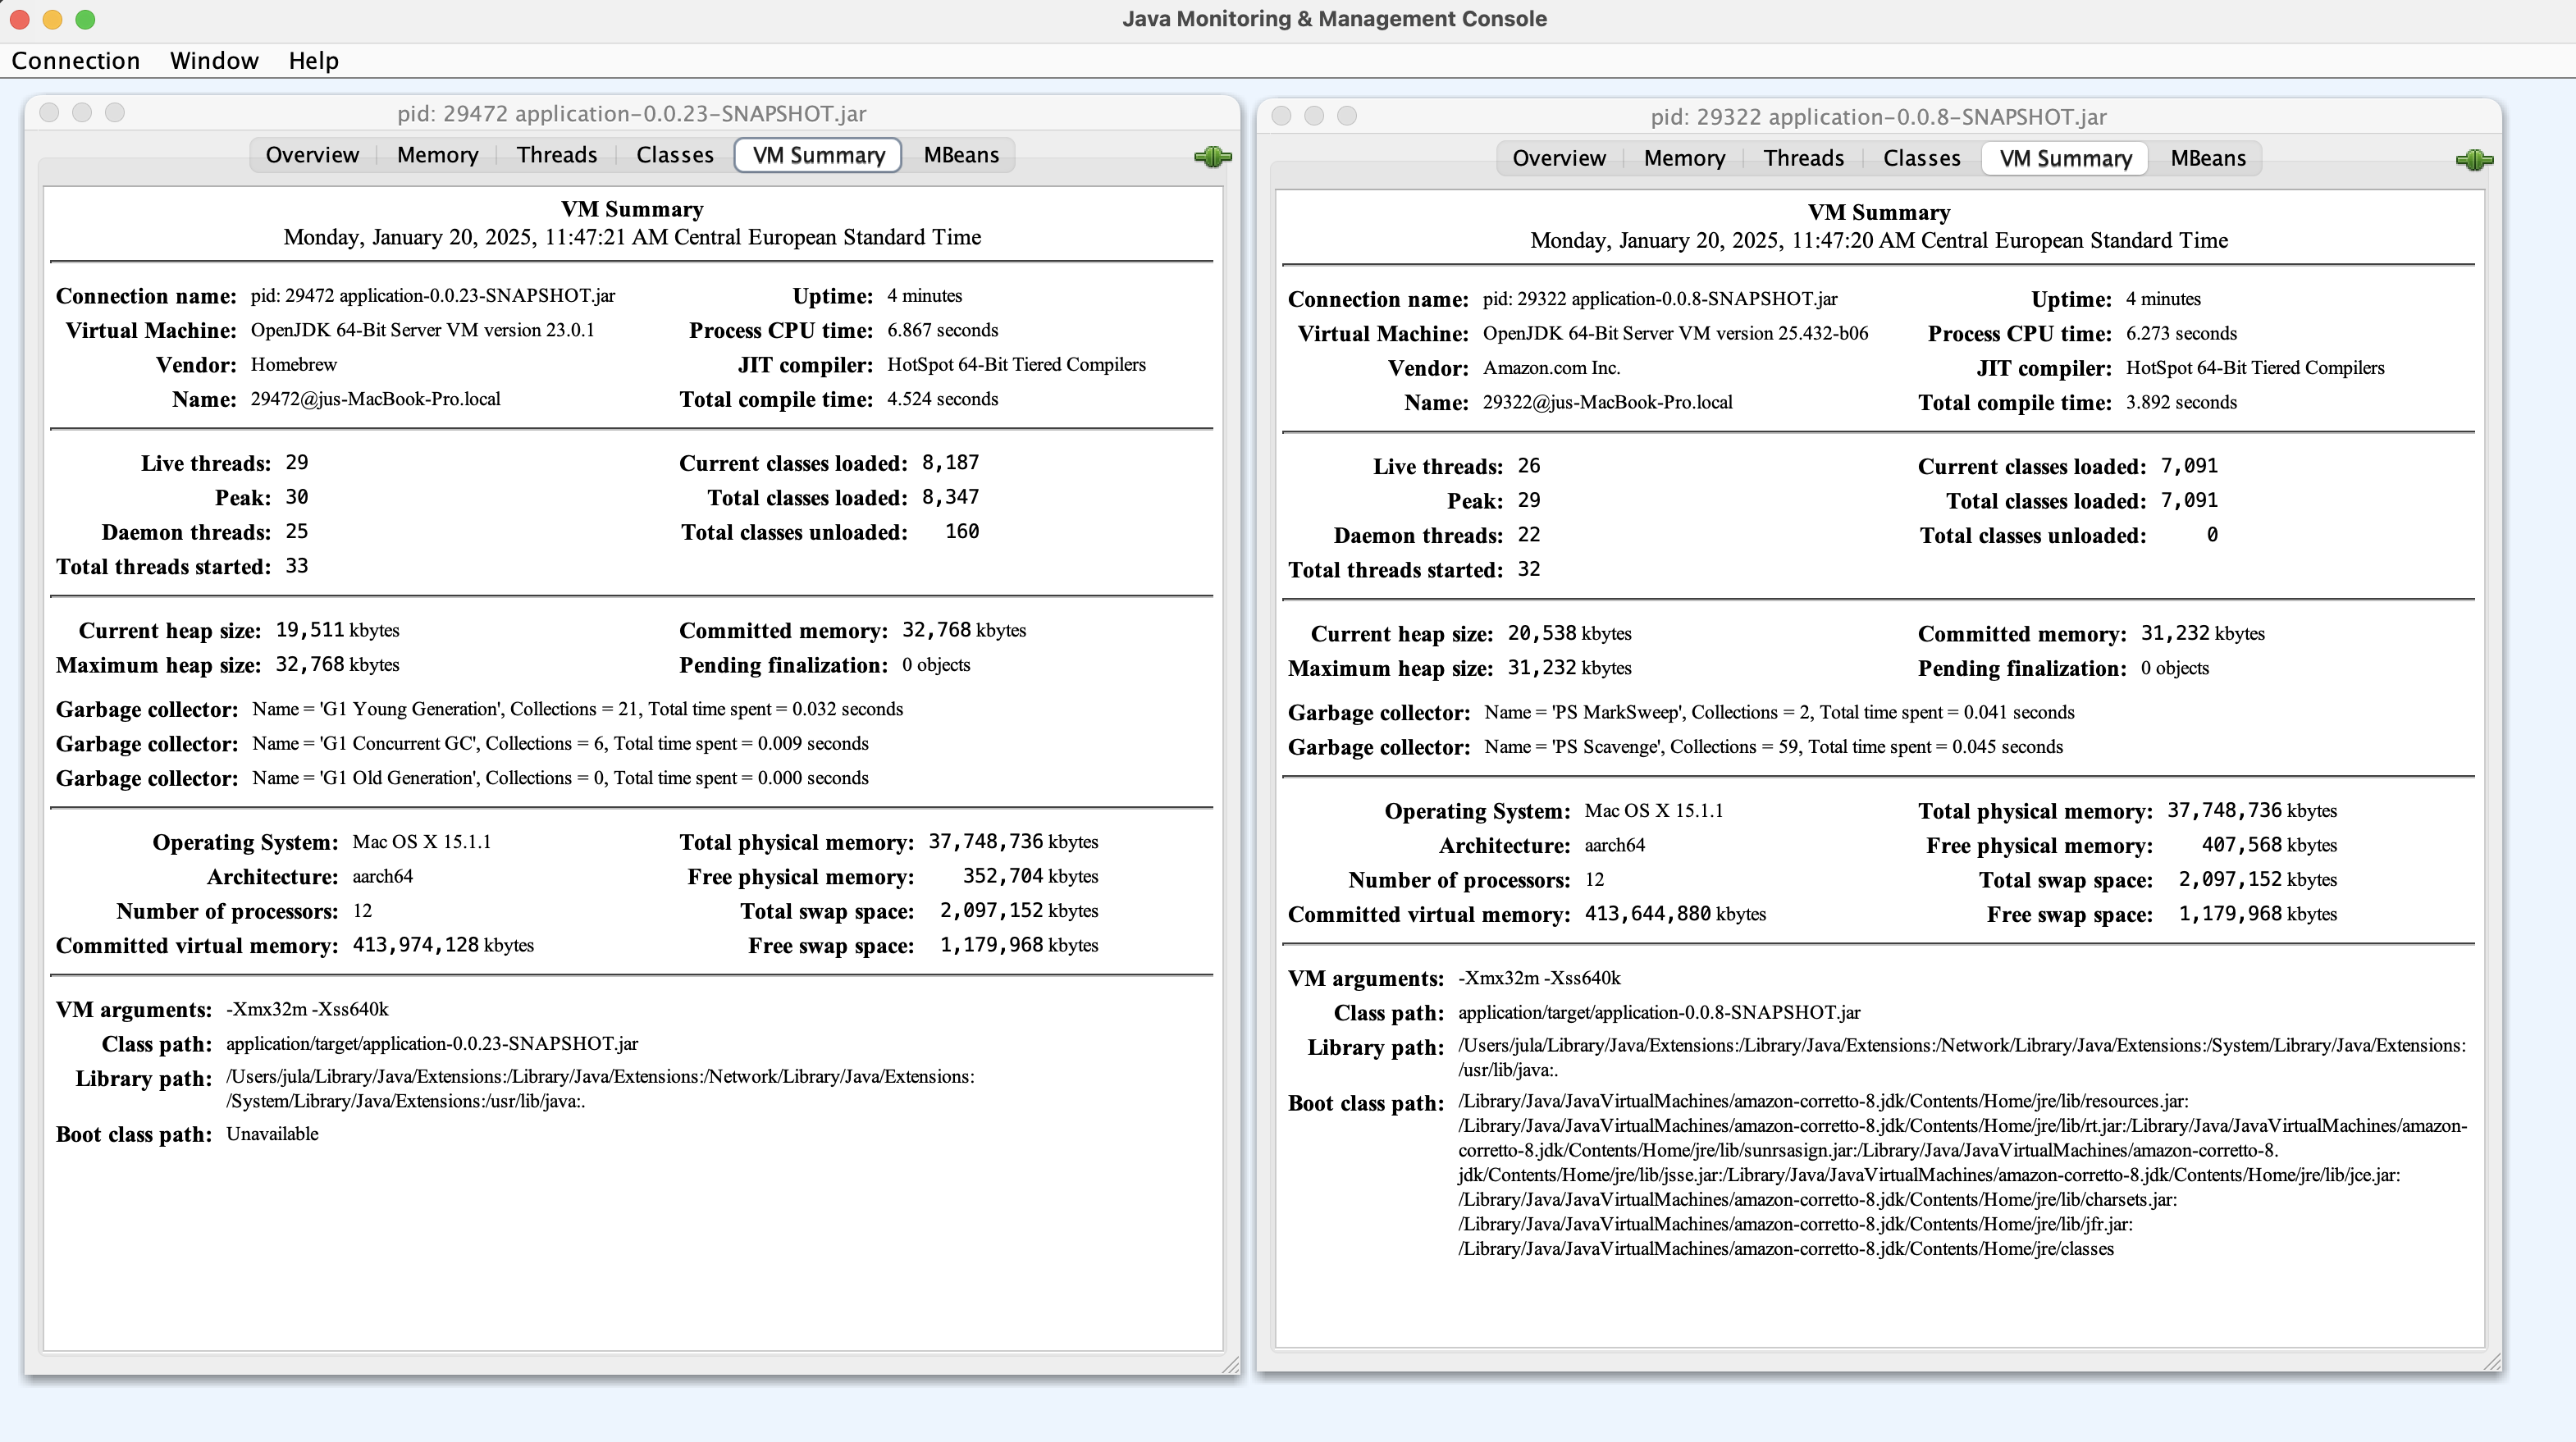 Java Monitoring & Management Console
Connection Window Help
pid: 29472 application-0.0.23-SNAPSHOT.jar
Overview Memory Threads Classes VM Summary MBeans
VM Summary
Monday, January 20, 2025, 11:47:21 AM Central European Standard Time
Connection name: pid: 29472 application-0.0.23-SNAPSHOT.jar Uptime: 4 minutes
Virtual Machine: OpenJDK 64-Bit Server VM version 23.0.1 Process CPU time: 6.867 seconds
Vendor: Homebrew JIT compiler: HotSpot 64-Bit Tiered Compilers
Name: 29472@jus-MacBook-Pro.local Total compile time: 4.524 seconds
Live threads: 29 Current classes loaded: 8,187
Peak: 30 Total classes loaded: 8,347
Daemon threads: 25 Total classes unloaded: 160
Total threads started: 33
Current heap size: 19,511 kbytes Committed memory: 32,768 kbytes
Maximum heap size: 32,768 kbytes Pending finalization: 0 objects
Garbage collector: Name = 'G1 Young Generation', Collections = 21, Total time spent = 0.032 seconds
Garbage collector: Name = 'G1 Concurrent GC', Collections = 6, Total time spent = 0.009 seconds
Garbage collector: Name = 'G1 Old Generation', Collections = 0, Total time spent = 0.000 seconds
Operating System: Mac OS X 15.1.1 Total physical memory: 37,748,736 kbytes
Architecture: aarch64 Free physical memory: 352,704 kbytes
Number of processors: 12 Total swap space: 2,097,152 kbytes
Committed virtual memory: 413,974,128 kbytes Free swap space: 1,179,968 kbytes
VM arguments: -Xmx32m -Xss640k
Class path: application/target/application-0.0.23-SNAPSHOT.jar
Library path: /Users/jula/Library/Java/Extensions:/Library/Java/Extensions:/Network/Library/Java/Extensions:
/System/Library/Java/Extensions:/usr/lib/java:.
Boot class path: Unavailable
pid: 29322 application-0.0.8-SNAPSHOT.jar
Overview Memory Threads Classes VM Summary MBeans
VM Summary
Monday, January 20, 2025, 11:47:20 AM Central European Standard Time
Connection name: pid: 29322 application-0.0.8-SNAPSHOT.jar Uptime: 4 minutes
Virtual Machine: OpenJDK 64-Bit Server VM version 25.432-b06 Process CPU time: 6.273 seconds
Vendor: Amazon.com Inc. JIT compiler: HotSpot 64-Bit Tiered Compilers
Name: 29322@jus-MacBook-Pro.local Total compile time: 3.892 seconds
Live threads: 26 Current classes loaded: 7,091
Peak: 29 Total classes loaded: 7,091
Daemon threads: 22 Total classes unloaded: 0
Total threads started: 32
Current heap size: 20,538 kbytes Committed memory: 31,232 kbytes
Maximum heap size: 31,232 kbytes Pending finalization: 0 objects
Garbage collector: Name = 'PS MarkSweep', Collections = 2, Total time spent = 0.041 seconds
Garbage collector: Name = 'PS Scavenge', Collections = 59, Total time spent = 0.045 seconds
Operating System: Mac OS X 15.1.1 Total physical memory: 37,748,736 kbytes
Architecture: aarch64 Free physical memory: 407,568 kbytes
Number of processors: 12 Total swap space: 2,097,152 kbytes
Committed virtual memory: 413,644,880 kbytes Free swap space: 1,179,968 kbytes
VM arguments: -Xmx32m -Xss640k
Class path: application/target/application-0.0.8-SNAPSHOT.jar
Library path: /Users/jula/Library/Java/Extensions:/Library/Java/Extensions:/Network/Library/Java/Extensions:/System/Library/Java/Extensions:
/usr/lib/java:.
Boot class path: /Library/Java/JavaVirtualMachines/amazon-corretto-8.jdk/Contents/Home/jre/lib/resources.jar:
/Library/Java/JavaVirtualMachines/amazon-corretto-8.jdk/Contents/Home/jre/lib/rt.jar:/Library/Java/JavaVirtualMachines/amazon-
corretto-8.jdk/Contents/Home/jre/lib/sunrsasign.jar:/Library/Java/JavaVirtualMachines/amazon-corretto-8.
jdk/Contents/Home/jre/lib/jsse.jar:/Library/Java/JavaVirtualMachines/amazon-corretto-8.jdk/Contents/Home/jre/lib/jce.jar:
/Library/Java/JavaVirtualMachines/amazon-corretto-8.jdk/Contents/Home/jre/lib/charsets.jar:
/Library/Java/JavaVirtualMachines/amazon-corretto-8.jdk/Contents/Home/jre/lib/jfr.jar:
/Library/Java/JavaVirtualMachines/amazon-corretto-8.jdk/Contents/Home/jre/classes